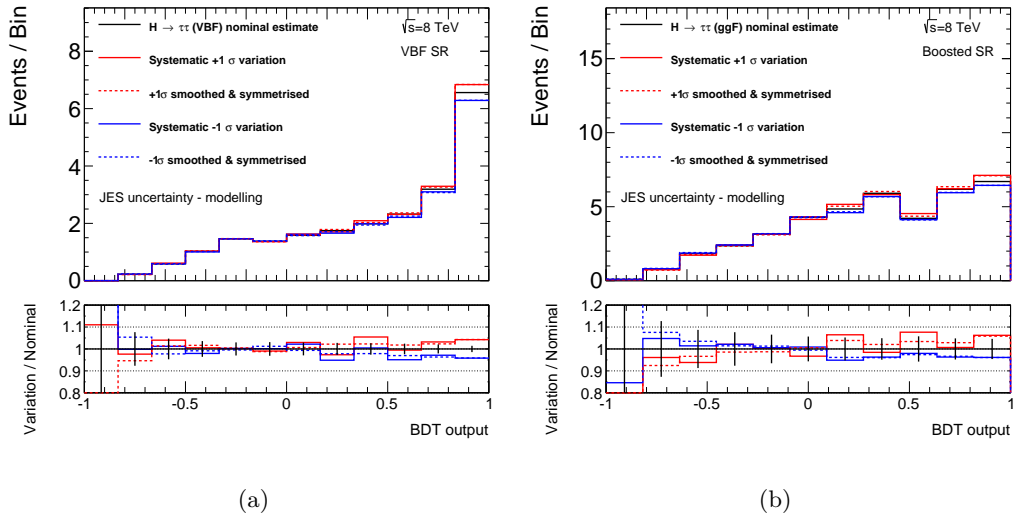 Events / Bin
8
6
4
2
0
H → ττ (VBF) nominal estimate
√s=8 TeV
VBF SR
Systematic +1 σ variation
+1σ smoothed & symmetrised
Systematic -1 σ variation
-1σ smoothed & symmetrised
JES uncertainty - modelling
Variation / Nominal
1.2
1.1
1
0.9
0.8
-1
-0.5
0
0.5
1
BDT output
(a)
Events / Bin
15
10
5
0
H → ττ (ggF) nominal estimate
√s=8 TeV
Boosted SR
Systematic +1 σ variation
+1σ smoothed & symmetrised
Systematic -1 σ variation
-1σ smoothed & symmetrised
JES uncertainty - modelling
Variation / Nominal
1.2
1.1
1
0.9
0.8
-1
-0.5
0
0.5
1
BDT output
(b)